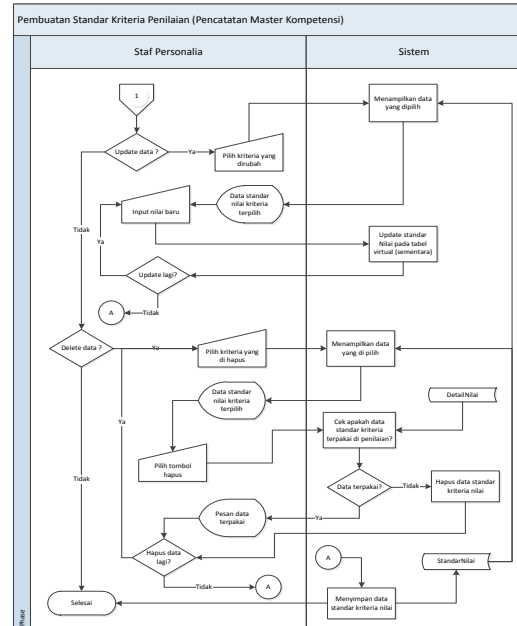 Pembuatan Standar Kriteria Penilaian (Pencatatan Master Kompetensi)
Staf Personalia
Sistem
1
Menampilkan data
yang dipilih
Update data ?
Ya
Pilih kriteria yang
dirubah
Data standar
nilai kriteria
terpilih
Input nilai baru
Update standar
Nilai pada tabel
virtual (sementara)
Tidak
Ya
Update lagi?
A
Tidak
Delete data ?
Ya
Pilih kriteria yang
di hapus
Menampilkan data
yang di pilih
Data standar
nilai kriteria
terpilih
DetailNilai
Ya
Cek apakah data
standar kriteria
terpakai di penilaian?
Pilih tombol
hapus
Tidak
Data terpakai?
Tidak
Hapus data standar
kriteria nilai
Pesan data
terpakai
Ya
Hapus data
lagi?
A
StandarNilai
Tidak
A
Selesai
Menyimpan data
standar kriteria nilai
Phase